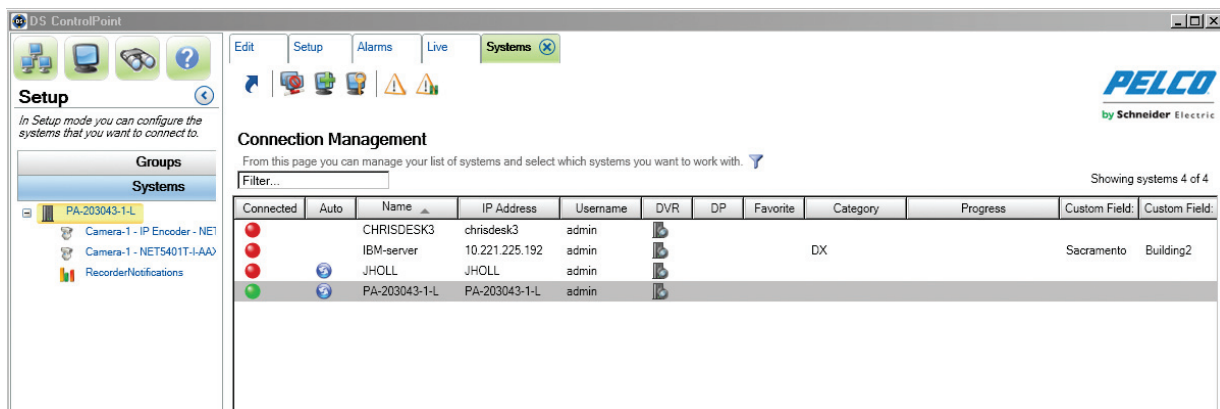 DS ControlPoint
Setup
In Setup mode you can configure the
systems that you want to connect to.
Groups
Systems
PA-203043-1-L
Camera-1 - IP Encoder - NET
Camera-1 - NET5401T-I-AAX
RecorderNotifications
Edit
Setup
Alarms
Live
Systems
PELCO
by Schneider Electric
Connection Management
From this page you can manage your list of systems and select which systems you want to work with.
Filter...
Showing systems 4 of 4
Connected Auto Name IP Address Username DVR DP Favorite Category Progress Custom Field: Custom Field:
CHRISDESK3 chrisdesk3 admin
IBM-server 10.221.225.192 admin DX Sacramento Building2
JHOLL JHOLL admin
PA-203043-1-L PA-203043-1-L admin